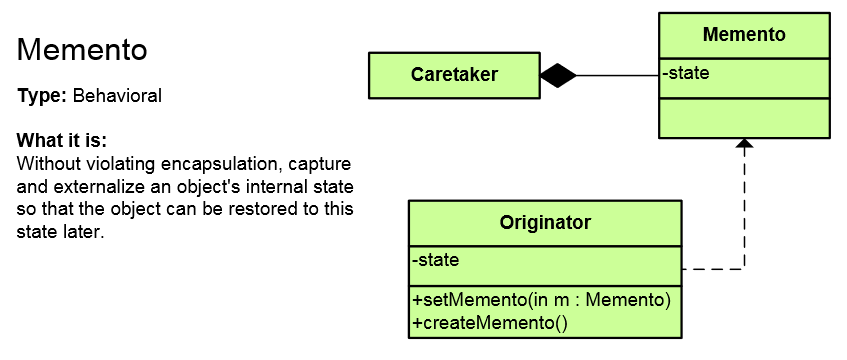 Memento
Type: Behavioral
What it is:
Without violating encapsulation, capture
and externalize an object's internal state
so that the object can be restored to this
state later.
Caretaker
Memento
-state
Originator
-state
+setMemento(in m : Memento)
+createMemento()